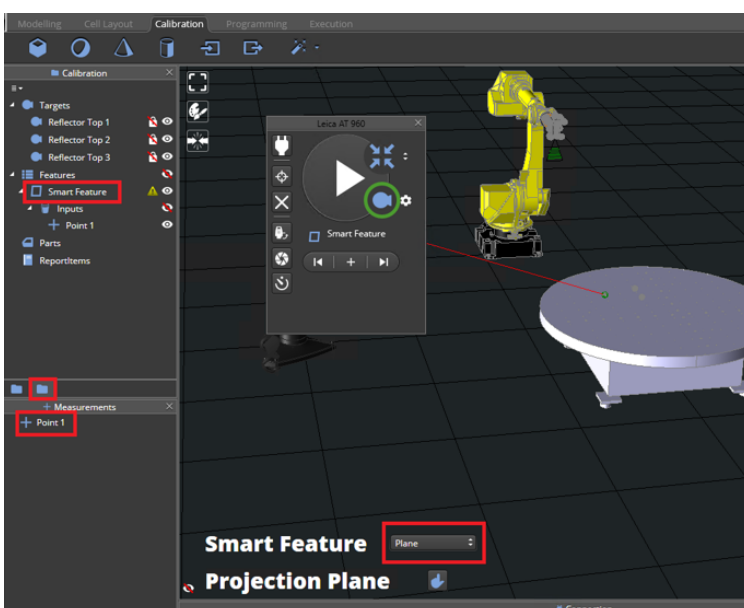 Modelling Cell Layout Calibration Programming Execution
Calibration
Targets
Reflector Top 1
Reflector Top 2
Reflector Top 3
Features
Smart Feature
Inputs
Point 1
Parts
ReportItems
Measurements
Point 1
Leica AT 960
Smart Feature
Smart Feature Plane
Projection Plane